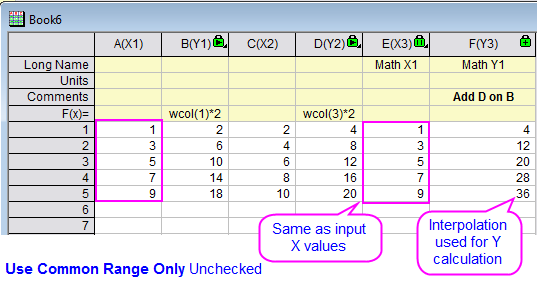 Book6
A(X1) B(Y1) C(X2) D(Y2) E(X3) F(Y3)
Long Name Math X1 Math Y1
Units
Comments Add D on B
F(x)= wcol(1)*2 wcol(3)*2
1 1 2 2 4 1 4
2 3 6 4 8 3 12
3 5 10 6 12 5 20
4 7 14 8 16 7 28
5 9 18 10 20 9 36
6
7
Same as input
X values
Interpolation
used for Y
calculation
Use Common Range Only Unchecked